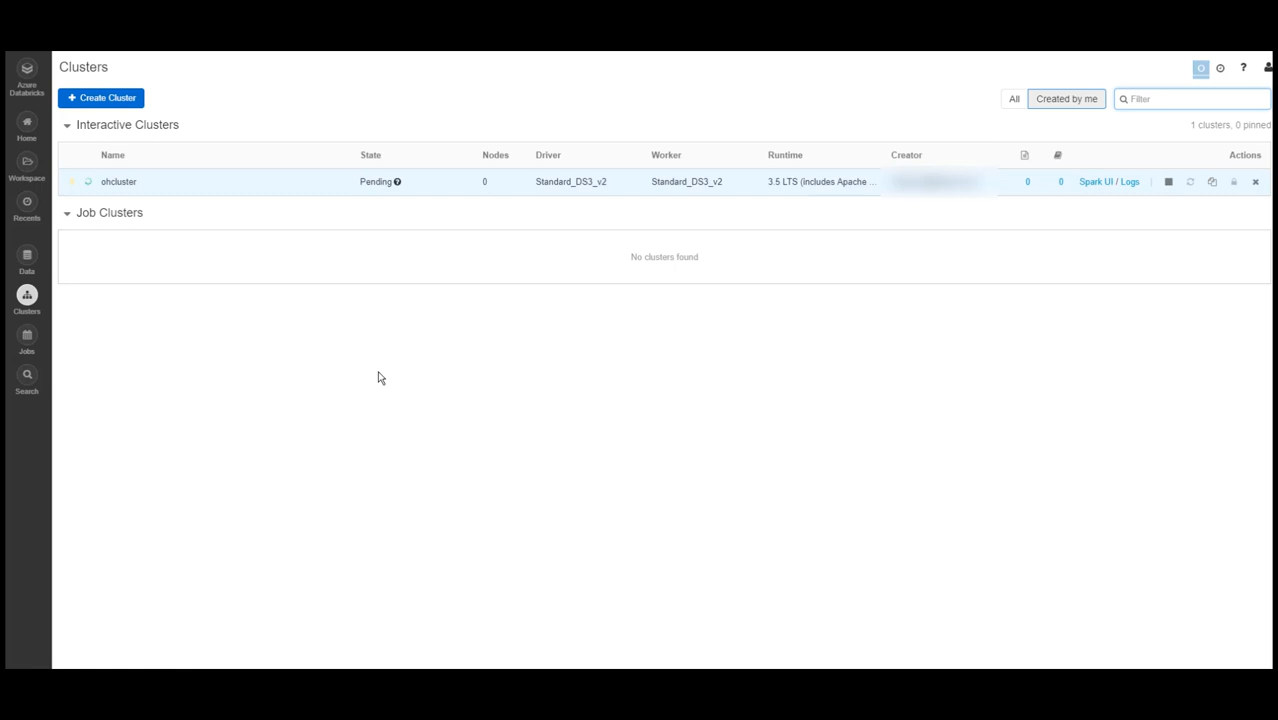 Azure
Databricks
Home
Workspace
Recents
Data
Clusters
Jobs
Search
Clusters
O ?
+ Create Cluster
All Created by me Filter
Interactive Clusters
1 clusters, 0 pinned
Name State Nodes Driver Worker Runtime Creator Actions
ohcluster Pending ? 0 Standard_DS3_v2 Standard_DS3_v2 3.5 LTS (includes Apache ... 0 0 Spark UI / Logs
Job Clusters
No clusters found